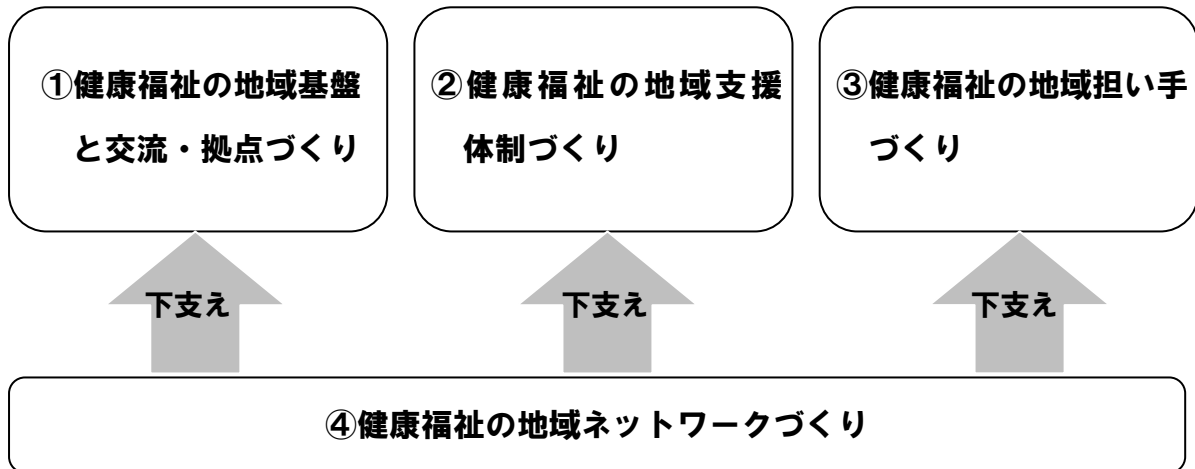 ①健康福祉の地域基盤
と交流・拠点づくり
②健康福祉の地域支援
体制づくり
③健康福祉の地域担い手
づくり
下支え
下支え
下支え
④健康福祉の地域ネットワークづくり